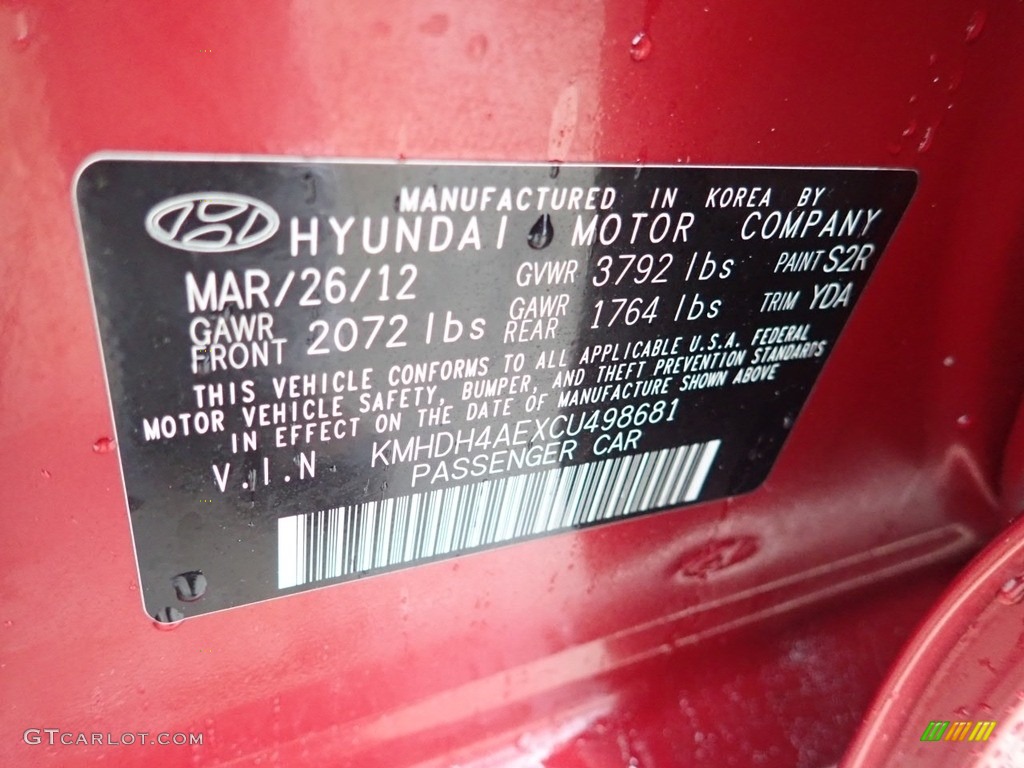 MANUFACTURED IN KOREA BY
HYUNDAI MOTOR COMPANY
MAR/26/12 GVWR 3792 lbs PAINT S2R
GAWR FRONT 2072 lbs GAWR REAR 1764 lbs TRIM YDA
THIS VEHICLE CONFORMS TO ALL APPLICABLE U.S.A. FEDERAL
MOTOR VEHICLE SAFETY, BUMPER, AND THEFT PREVENTION STANDARDS
IN EFFECT ON THE DATE OF MANUFACTURE SHOWN ABOVE
V.I.N KMHDH4AEXCU498681
PASSENGER CAR
GTCARLOT.COM